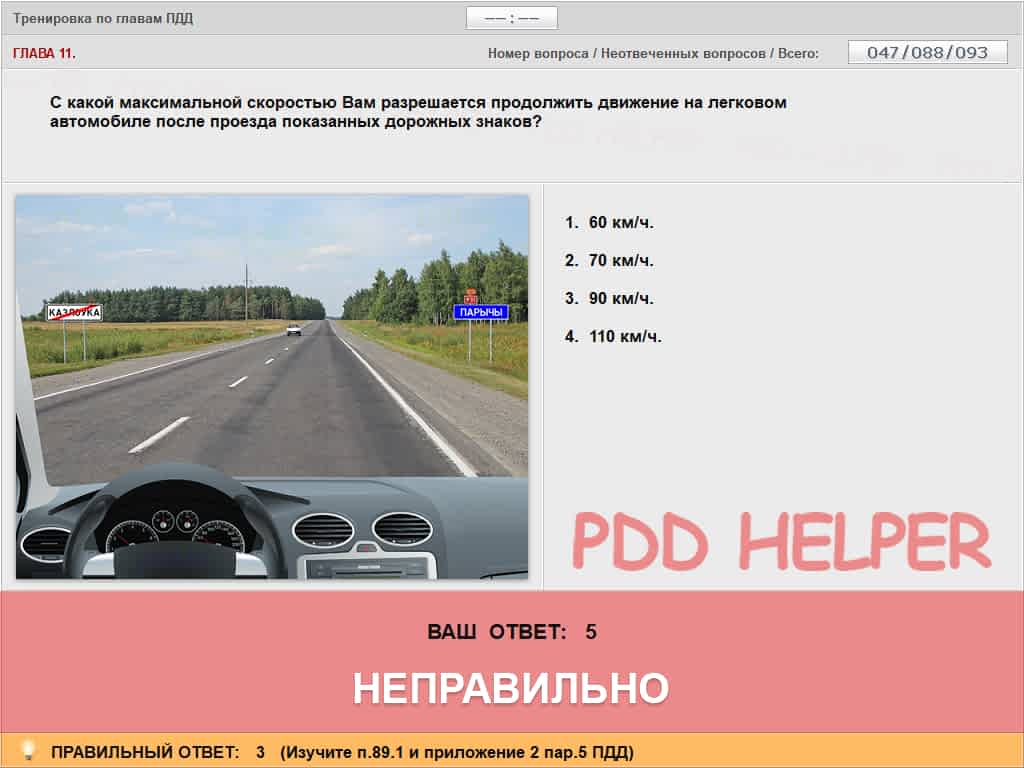 Тренировка по главам ПДД
—— : ——
ГЛАВА 11.
Номер вопроса / Неотвеченных вопросов / Всего:
047/088/093
С какой максимальной скоростью Вам разрешается продолжить движение на легковом
автомобиле после проезда показанных дорожных знаков?
КАЗЛОУКА
ПАРЫЧЫ
1. 60 км/ч.
2. 70 км/ч.
3. 90 км/ч.
4. 110 км/ч.
PDD HELPER
ВАШ ОТВЕТ: 5
НЕПРАВИЛЬНО
ПРАВИЛЬНЫЙ ОТВЕТ: 3 (Изучите п.89.1 и приложение 2 пар.5 ПДД)